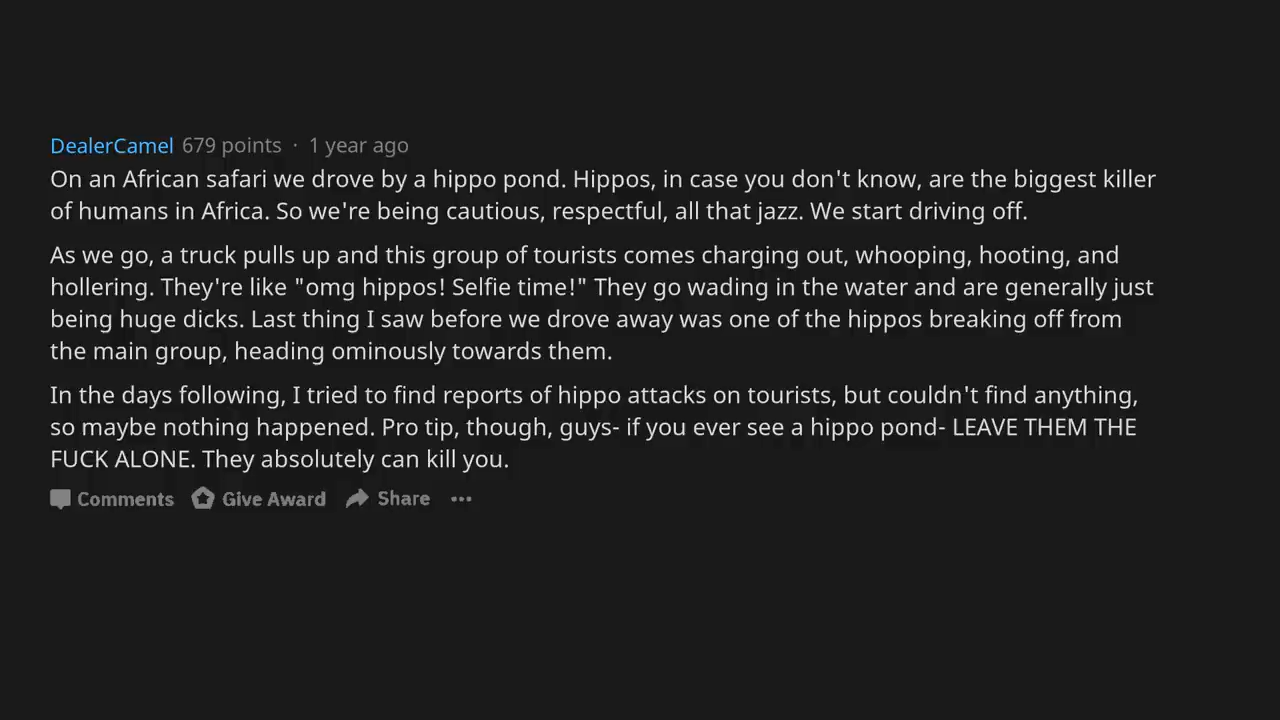 DealerCamel 679 points · 1 year ago
On an African safari we drove by a hippo pond. Hippos, in case you don't know, are the biggest killer
of humans in Africa. So we're being cautious, respectful, all that jazz. We start driving off.
As we go, a truck pulls up and this group of tourists comes charging out, whooping, hooting, and
hollering. They're like "omg hippos! Selfie time!" They go wading in the water and are generally just
being huge dicks. Last thing I saw before we drove away was one of the hippos breaking off from
the main group, heading ominously towards them.
In the days following, I tried to find reports of hippo attacks on tourists, but couldn't find anything,
so maybe nothing happened. Pro tip, though, guys- if you ever see a hippo pond- LEAVE THEM THE
FUCK ALONE. They absolutely can kill you.
Comments Give Award Share ···